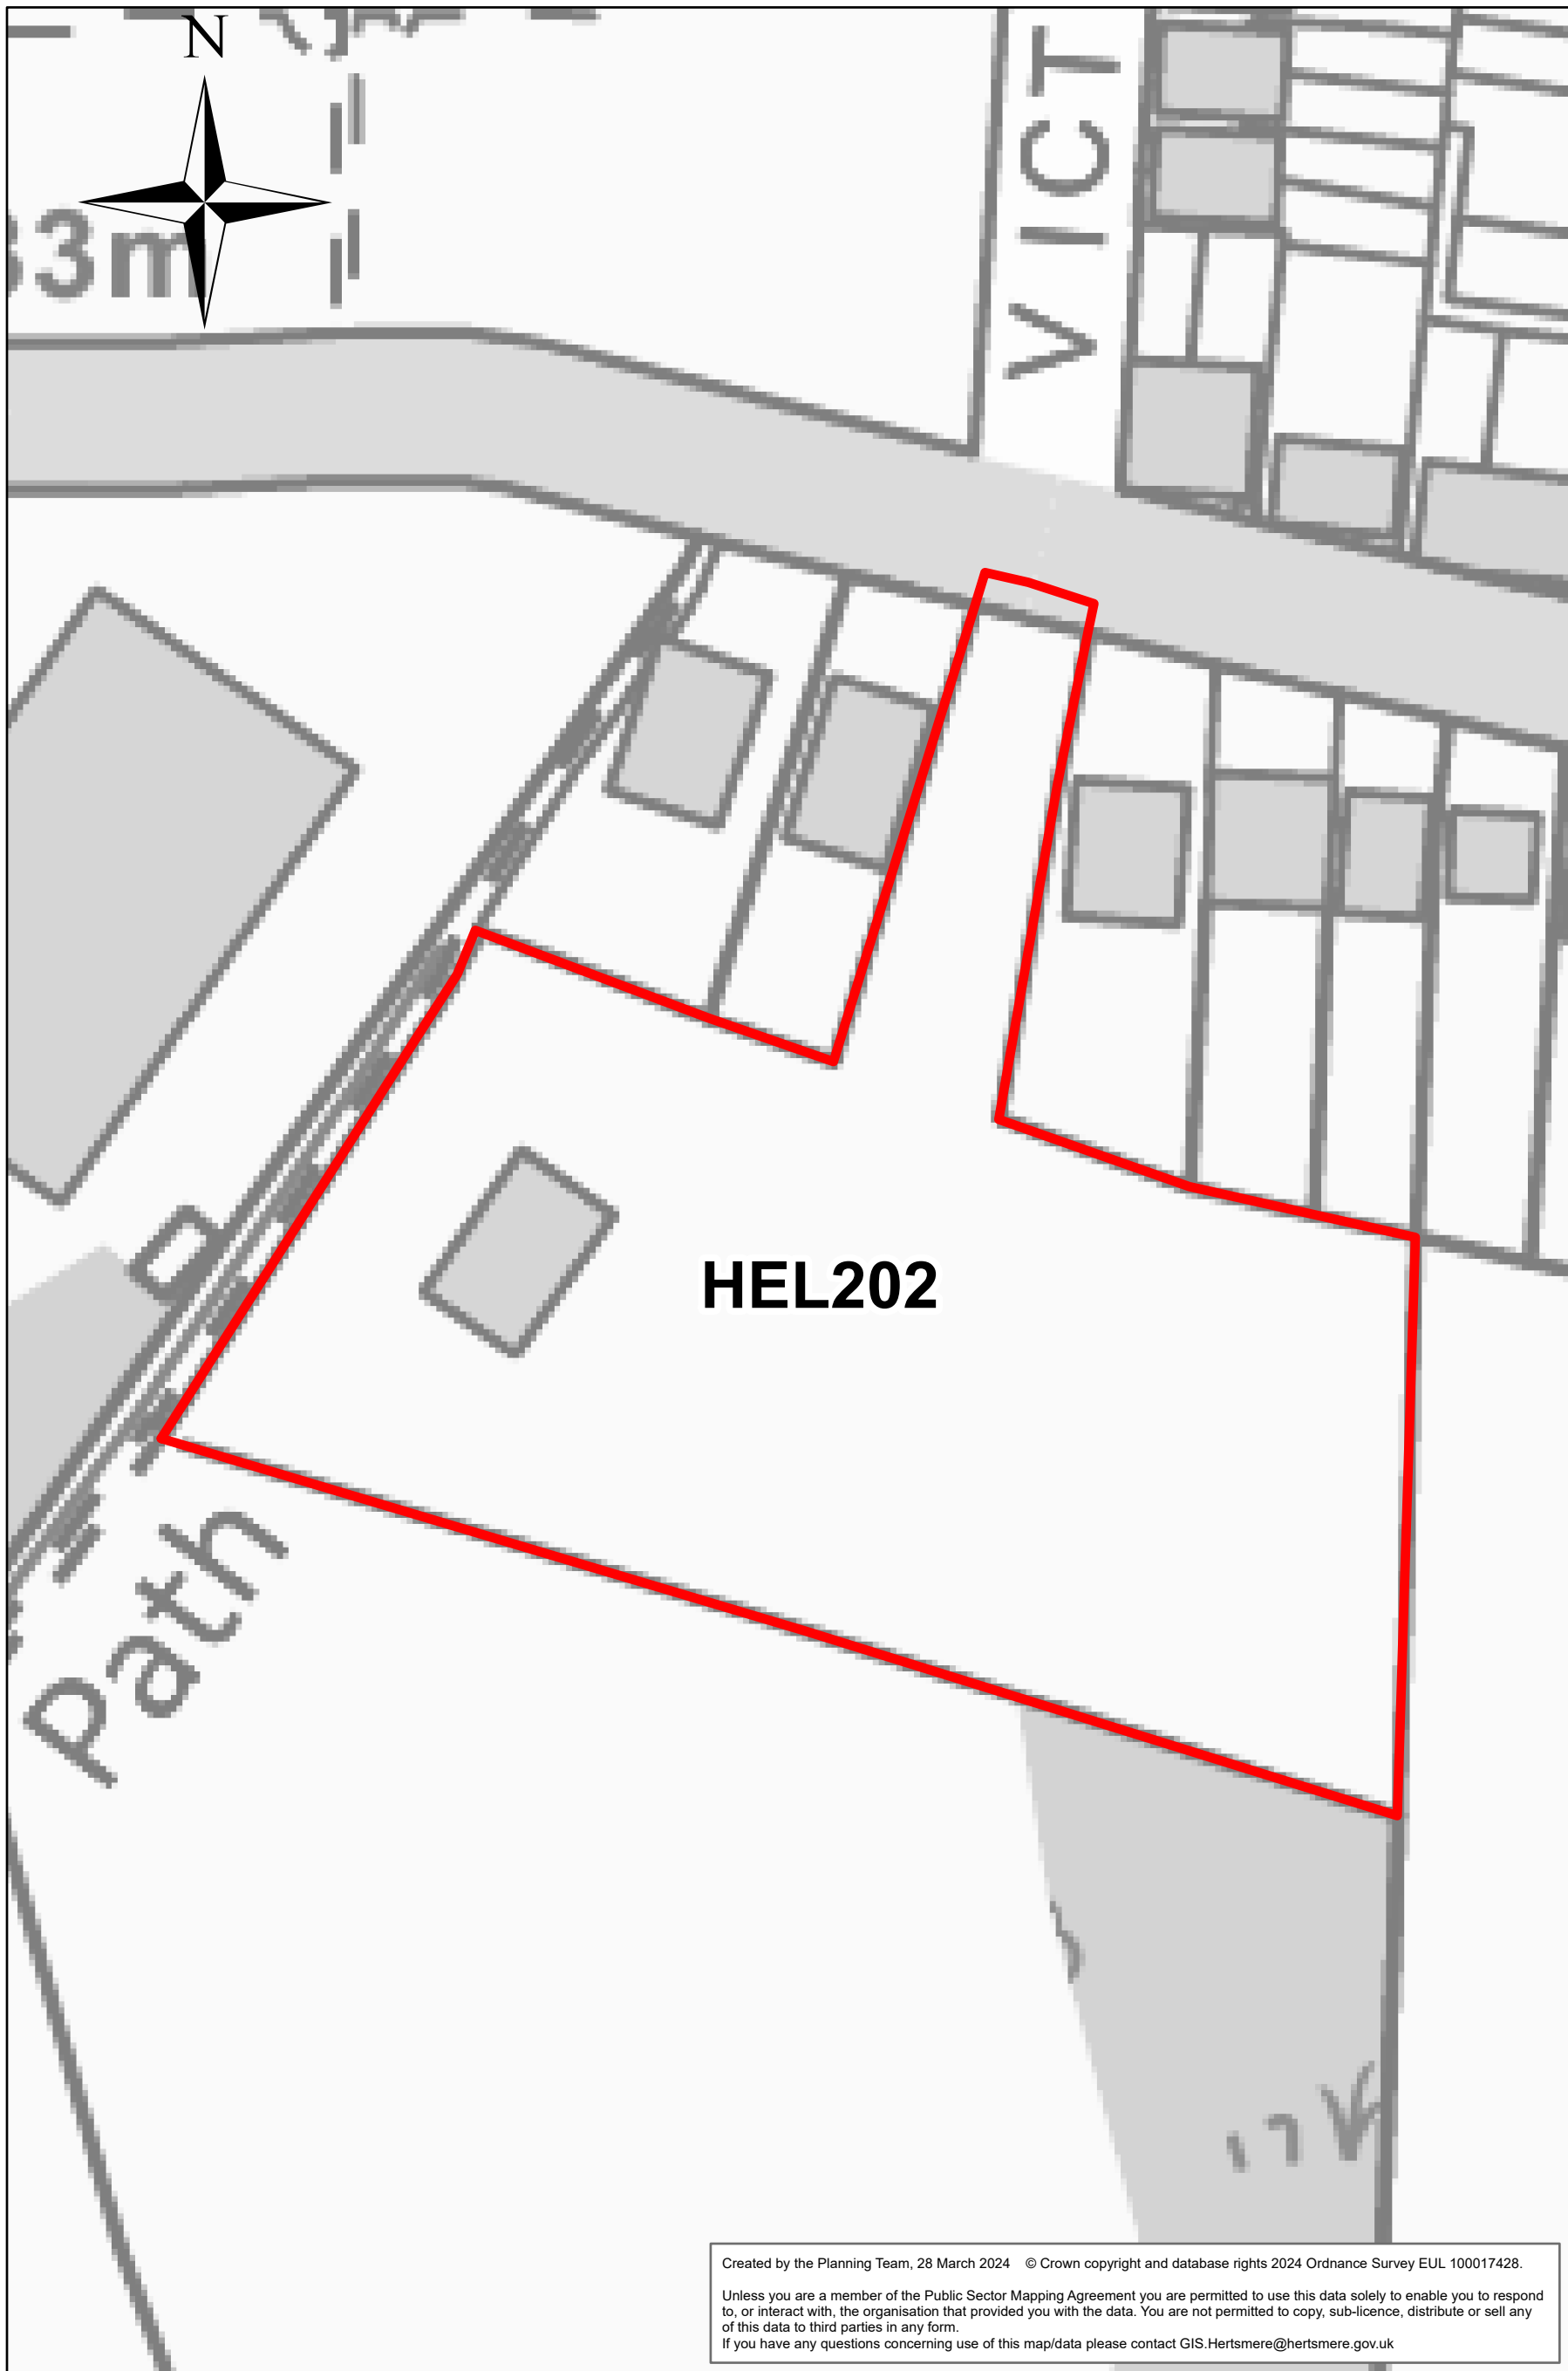 N
VICT
33m
HEL202
Path
Created by the Planning Team, 28 March 2024 © Crown copyright and database rights 2024 Ordnance Survey EUL 100017428.
Unless you are a member of the Public Sector Mapping Agreement you are permitted to use this data solely to enable you to respond
to, or interact with, the organisation that provided you with the data. You are not permitted to copy, sub-licence, distribute or sell any
of this data to third parties in any form.
If you have any questions concerning use of this map/data please contact GIS.Hertsmere@hertsmere.gov.uk